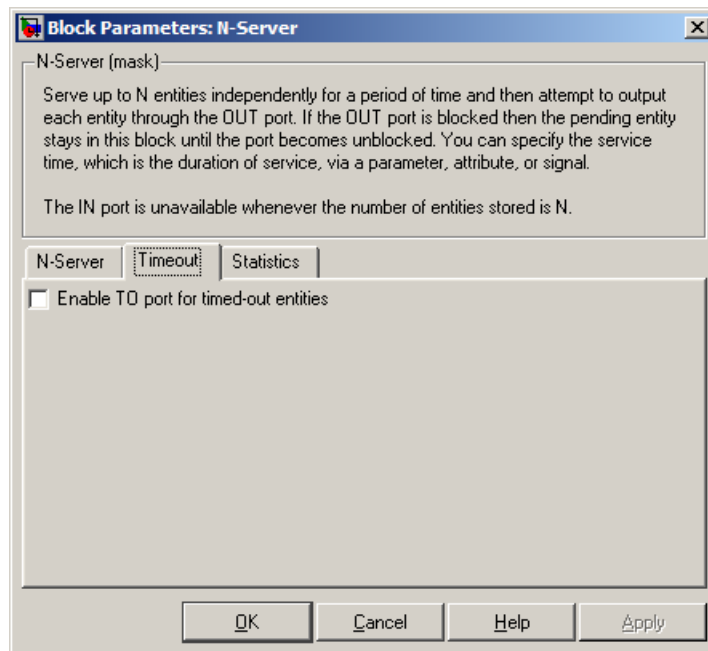 Block Parameters: N-Server
N-Server (mask)
Serve up to N entities independently for a period of time and then attempt to output
each entity through the OUT port. If the OUT port is blocked then the pending entity
stays in this block until the port becomes unblocked. You can specify the service
time, which is the duration of service, via a parameter, attribute, or signal.
The IN port is unavailable whenever the number of entities stored is N.
N-Server Timeout Statistics
Enable TO port for timed-out entities
OK Cancel Help Apply